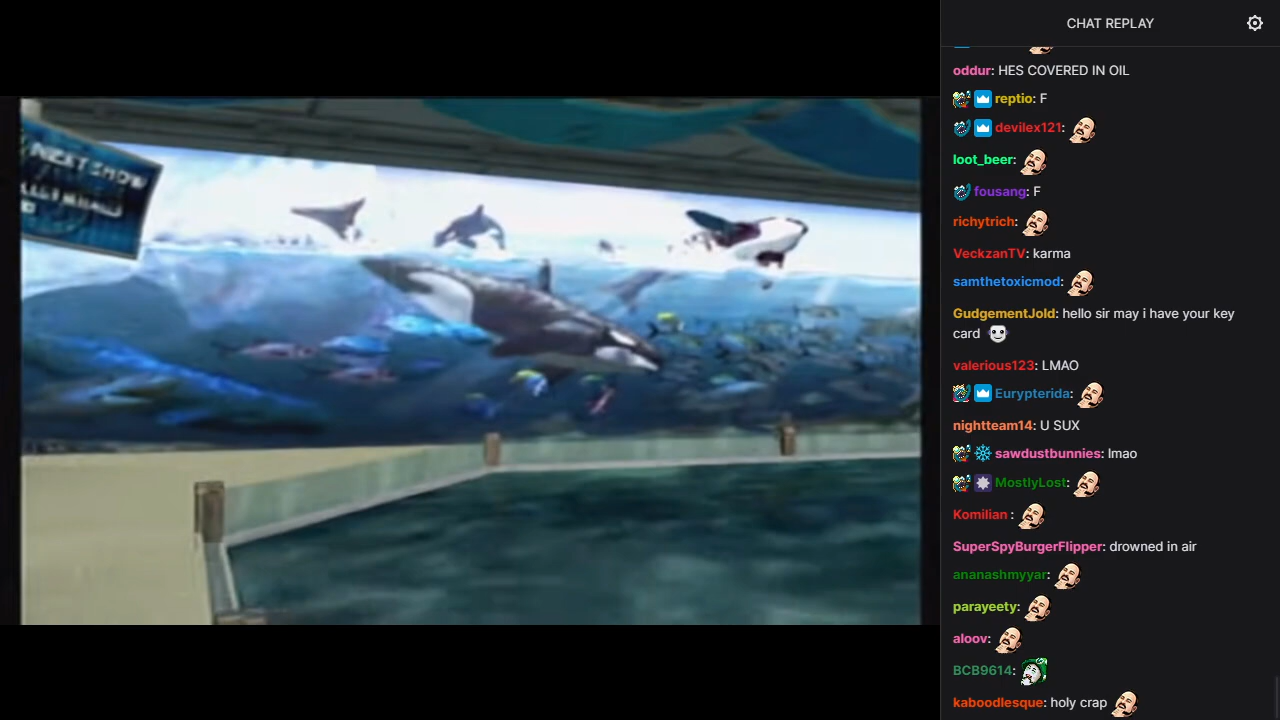 CHAT REPLAY
oddur: HES COVERED IN OIL
reptio: F
devilex121:
loot_beer:
fousang: F
richytrich:
VeckzanTV: karma
samthetoxicmod:
GudgementJold: hello sir may i have your key
card
valerious123: LMAO
Eurypterida:
nightteam14: U SUX
sawdustbunnies: lmao
MostlyLost:
Komilian :
SuperSpyBurgerFlipper: drowned in air
ananashmyyar:
parayeety:
aloov:
BCB9614:
kaboodlesque: holy crap
NEXT SHOW